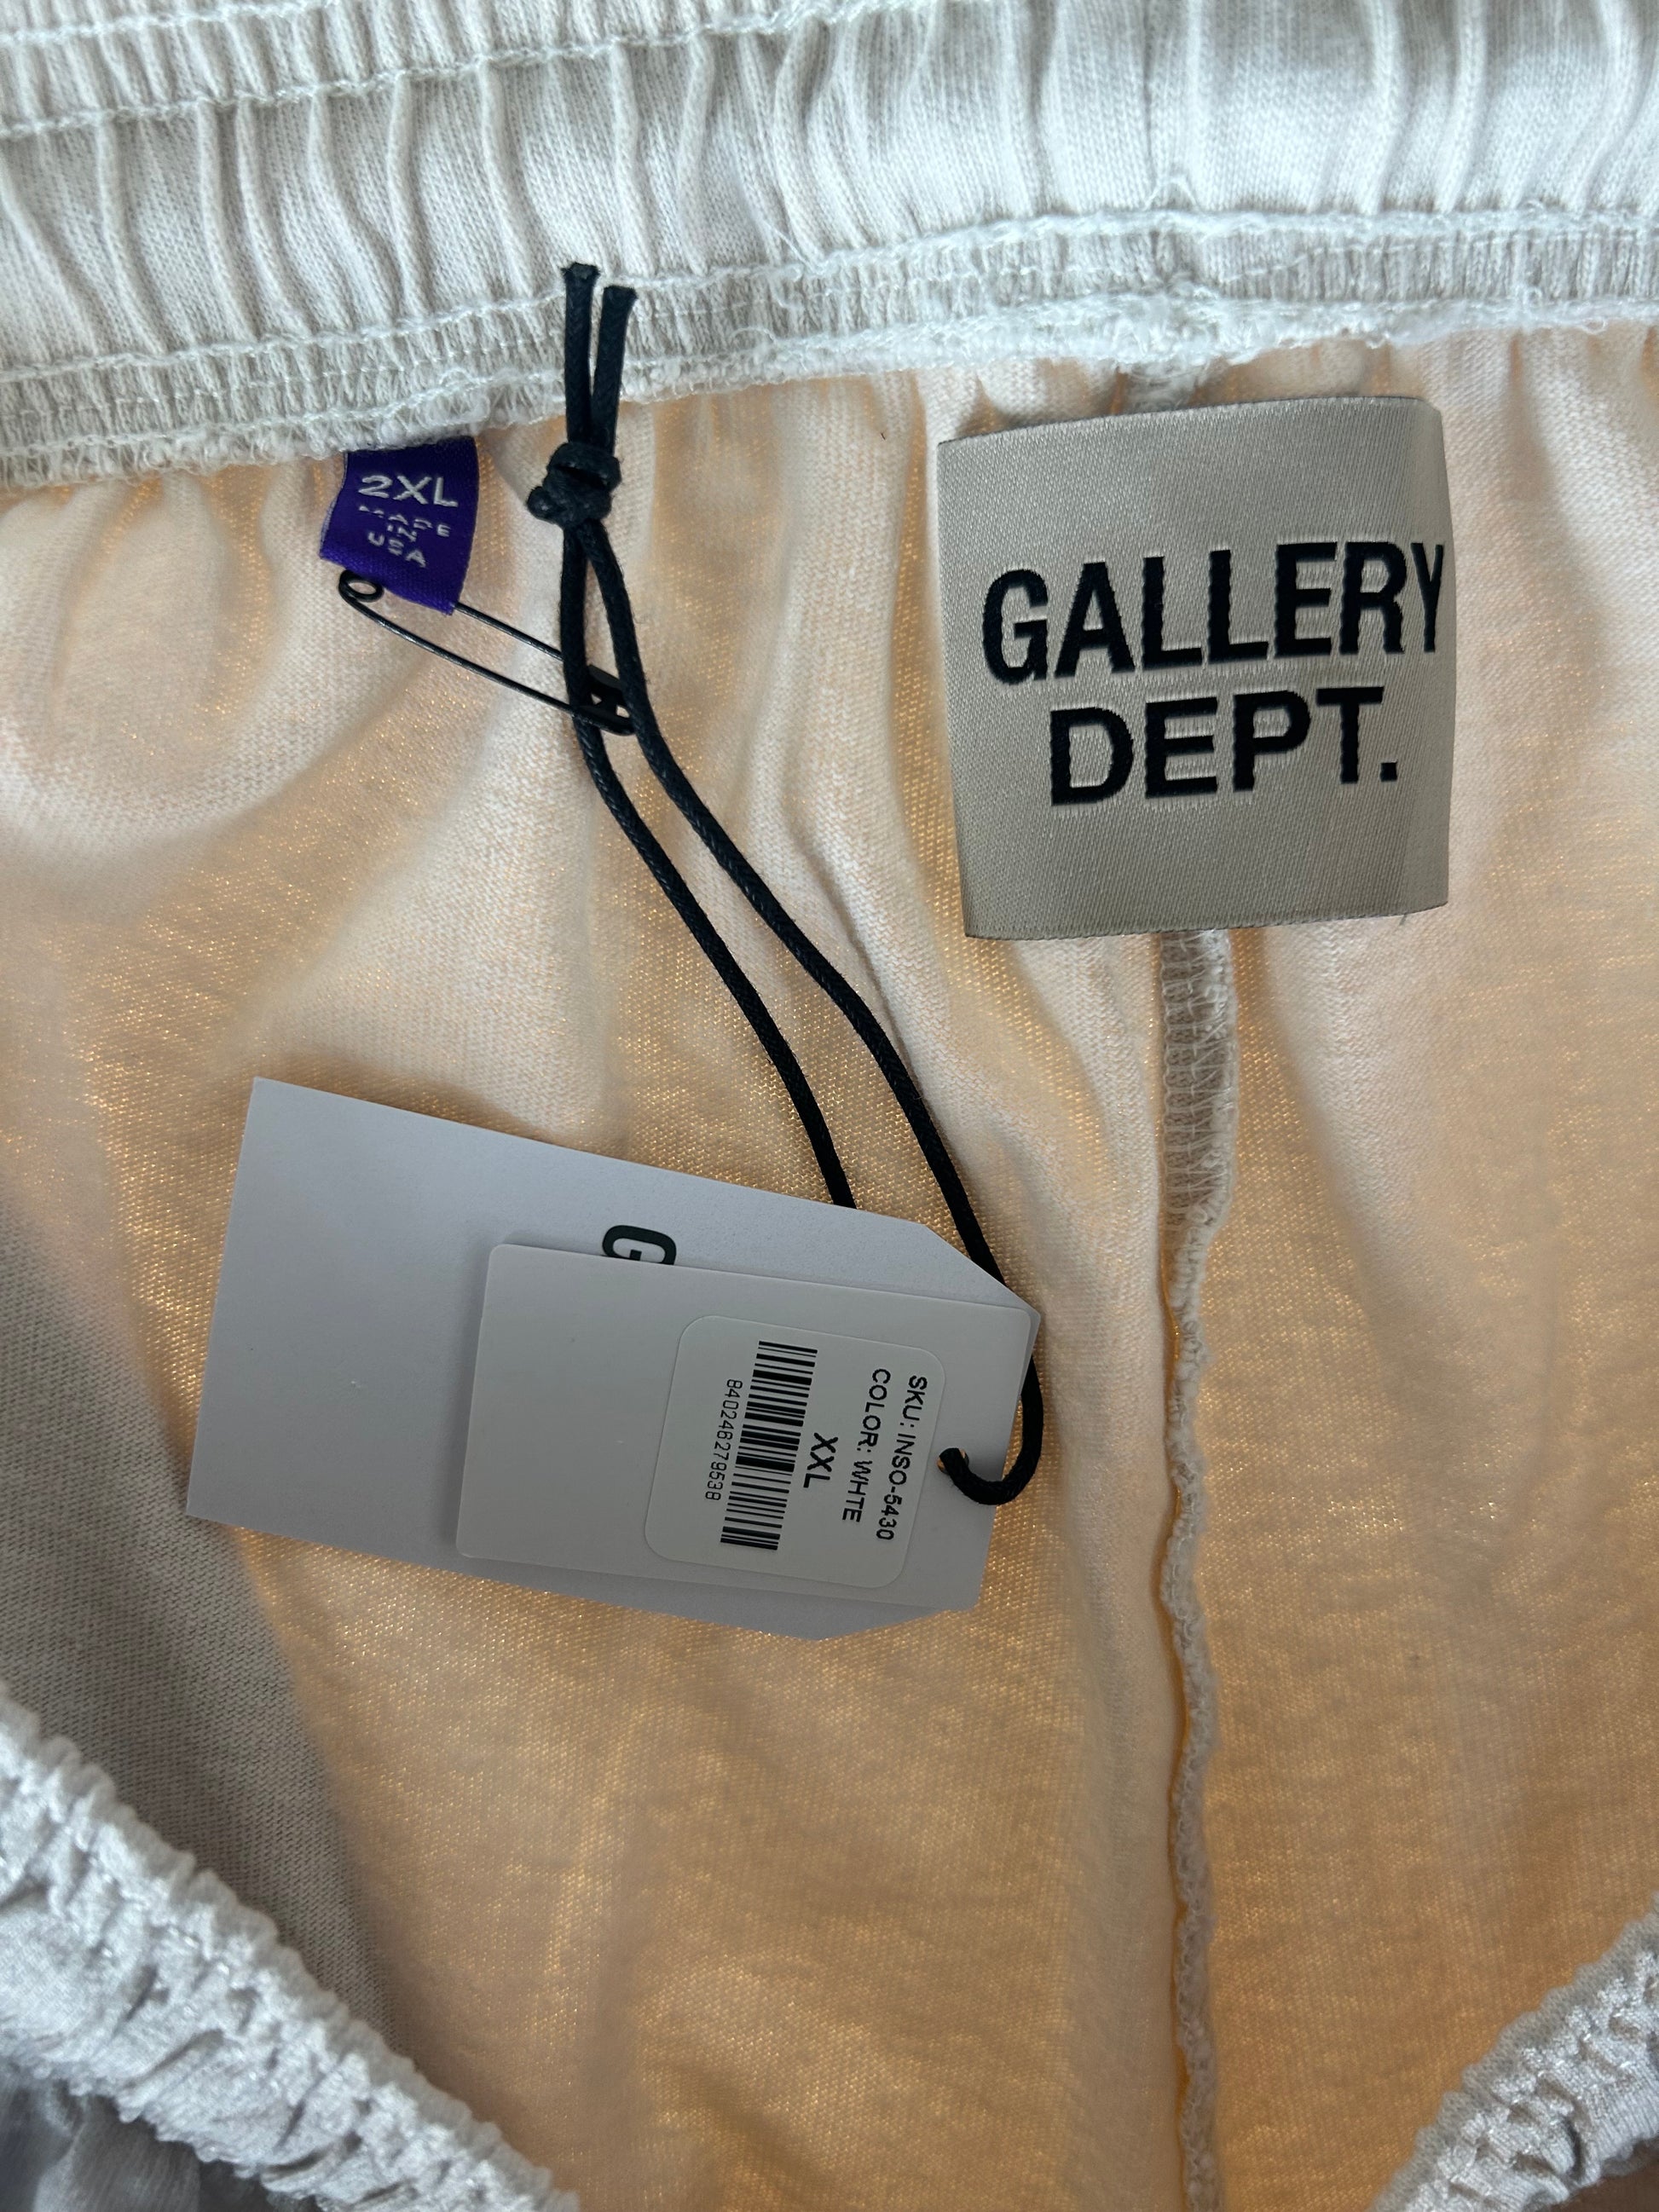 2XL
MADE
IN
USA
GALLERY
DEPT.
G
SKU: INSO-5430
COLOR: WHTE
XXL
840246279538